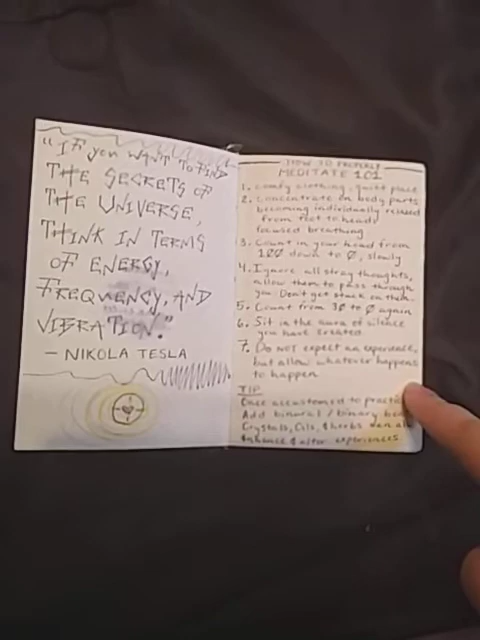 "If you want to find
the secrets of
the universe,
think in terms
of energy,
frequency, and
vibration."
— Nikola Tesla
How to properly
Meditate 101
1. Comfy clothing, quiet place
2. Concentrate on body parts
becoming individually relaxed
from feet to head
focused breathing
3. Count in your head from
100 down to 0, slowly
4. Ignore all stray thoughts,
allow them to pass through
you. Don't get stuck on them.
5. Count from 30 to 0 again
6. Sit in the aura of silence
you have created.
7. Do NOT expect an experience,
but allow whatever happens
to happen
TIP
Once accustomed to practice
Add binaural / binary
Crystals, Oils, & herbs can
enhance & alter experiences